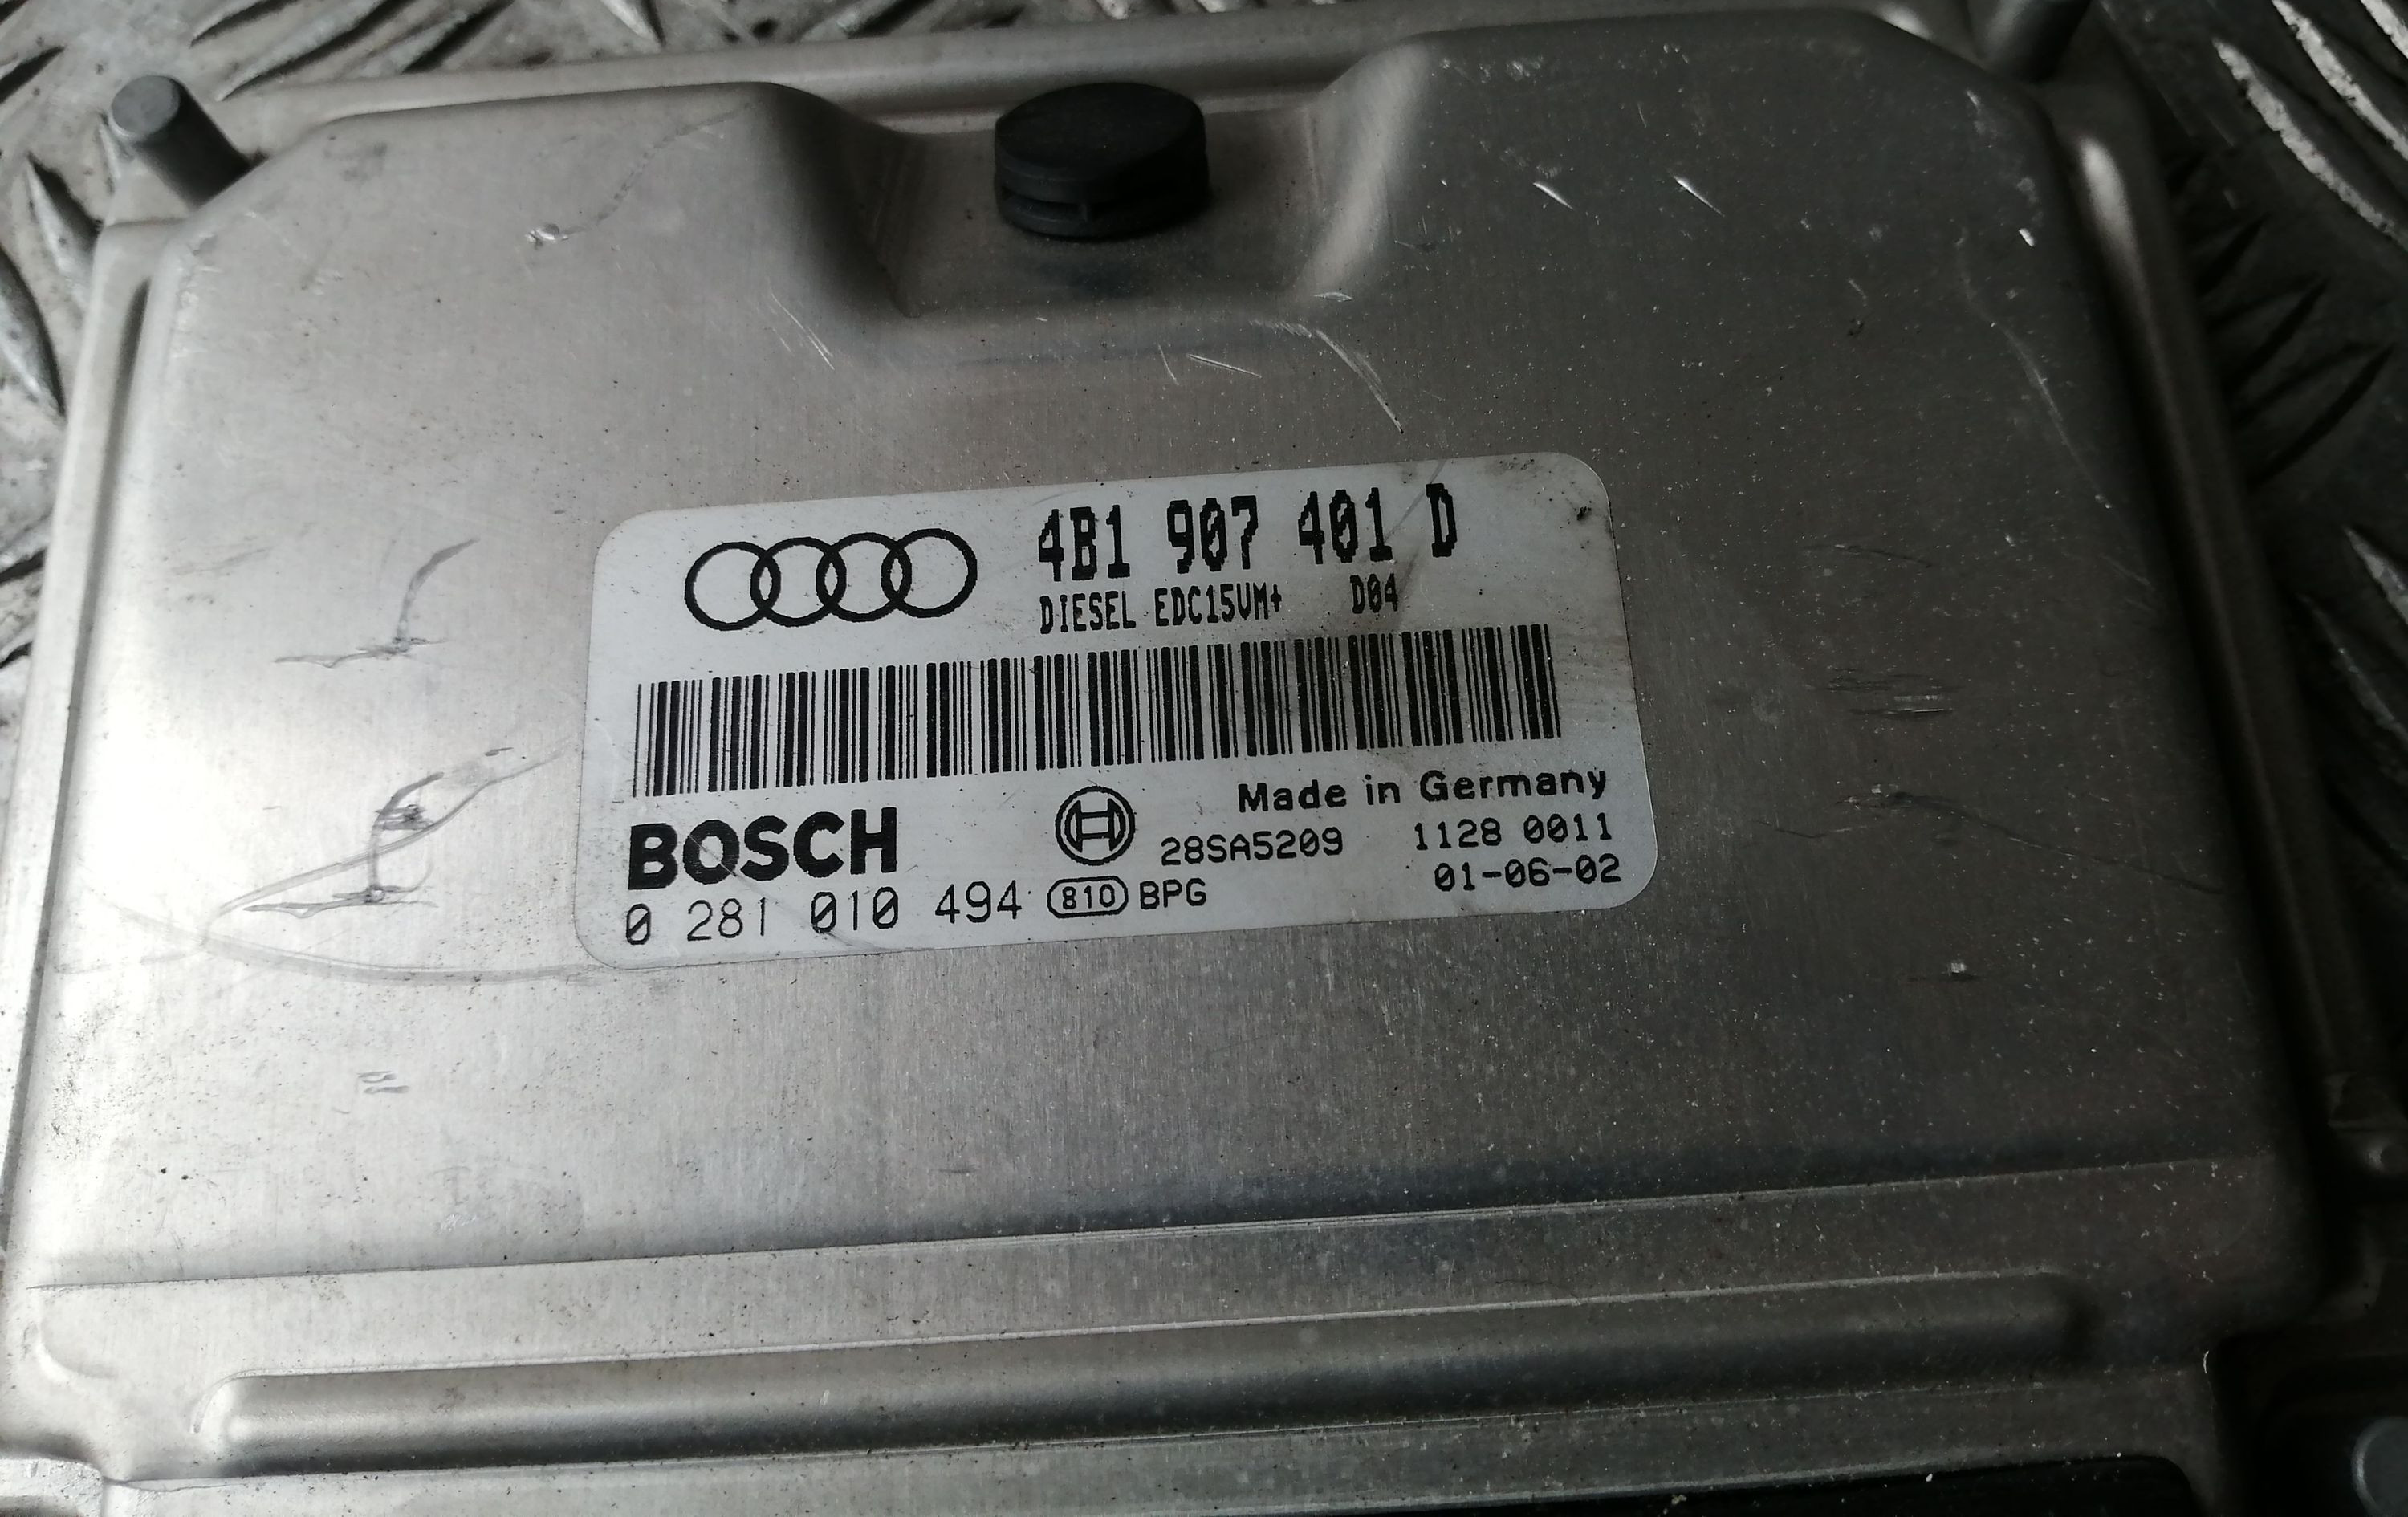 4B1 907 401 D
DIESEL EDC15VM+ D04
BOSCH
Made in Germany
28SA5209 1128 0011
0 281 010 494 810 BPG 01-06-02